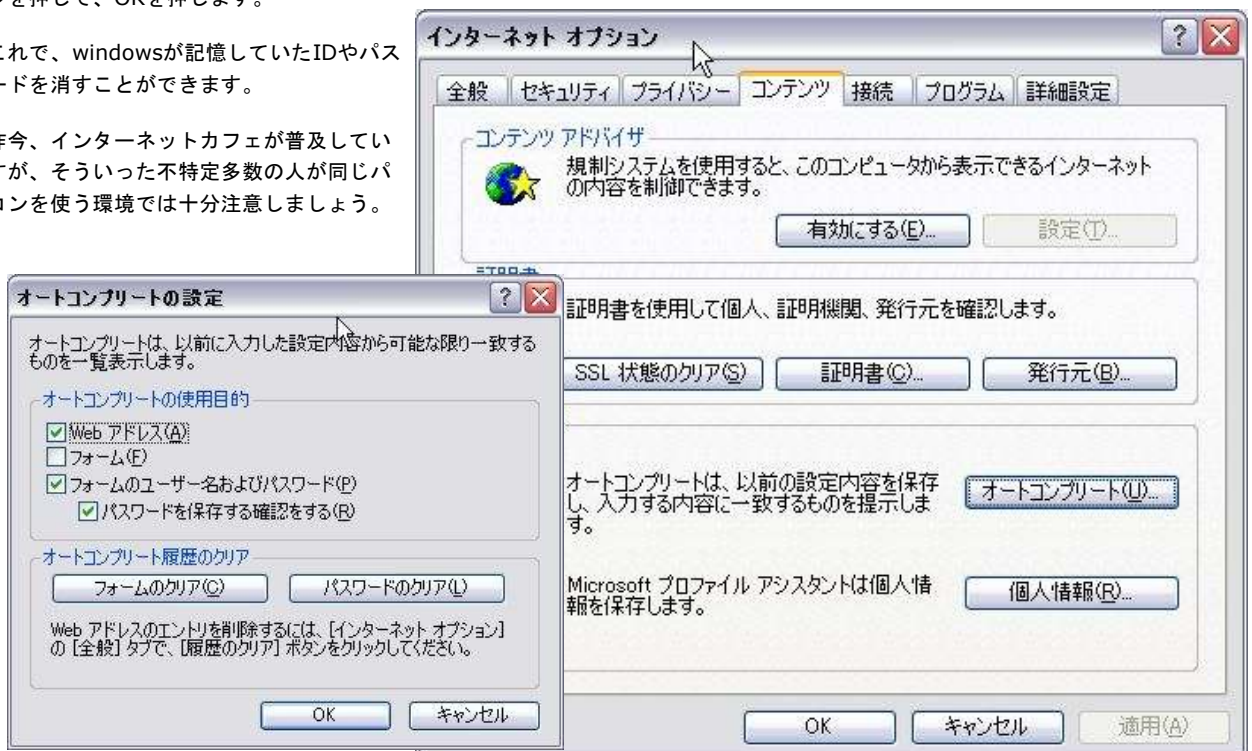 を押して、OKを押します。
これで、windowsが記憶していたIDやパス
ードを消すことができます。
昨今、インターネットカフェが普及してい
すが、そういった不特定多数の人が同じパ
コンを使う環境では十分注意しましょう。
インターネット オプション
全般 セキュリティ プライバシー コンテンツ 接続 プログラム 詳細設定
コンテンツ アドバイザ
規制システムを使用すると、このコンピュータから表示できるインターネット
の内容を制御できます。
有効にする(E)... 設定(T)...
証明書
証明書を使用して個人、証明機関、発行元を確認します。
SSL 状態のクリア(S) 証明書(C)... 発行元(B)...
オートコンプリートは、以前の設定内容を保存
し、入力する内容に一致するものを提示しま
す。
オートコンプリート(U)...
Microsoft プロファイル アシスタントは個人情
報を保存します。
個人情報(R)...
OK キャンセル 適用(A)
オートコンプリートの設定
オートコンプリートは、以前に入力した設定内容から可能な限り一致する
ものを一覧表示します。
オートコンプリートの使用目的
Web アドレス(A)
フォーム(F)
フォームのユーザー名およびパスワード(P)
パスワードを保存する確認をする(R)
オートコンプリート履歴のクリア
フォームのクリア(C) パスワードのクリア(L)
Web アドレスのエントリを削除するには、[インターネット オプション]
の [全般] タブで、[履歴のクリア] ボタンをクリックしてください。
OK キャンセル